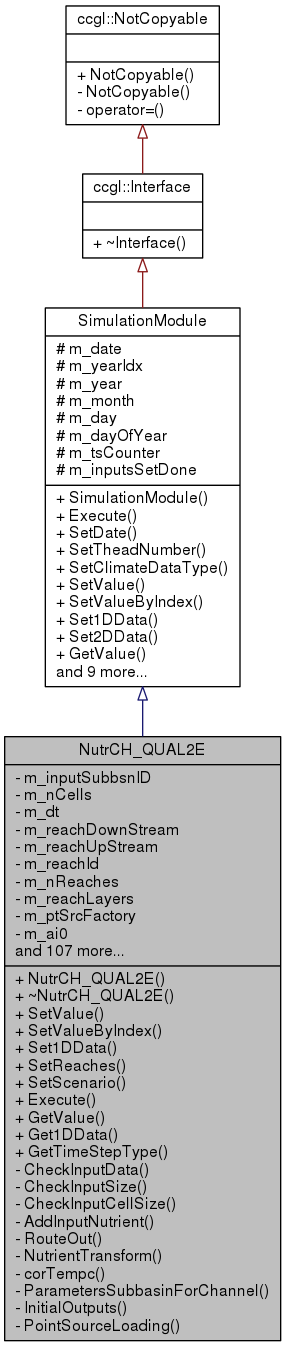 ccgl::NotCopyable
+ NotCopyable()
- NotCopyable()
- operator=()
ccgl::Interface
+ ~Interface()
SimulationModule
# m_date
# m_yearIdx
# m_year
# m_month
# m_day
# m_dayOfYear
# m_tsCounter
# m_inputsSetDone
+ SimulationModule()
+ Execute()
+ SetDate()
+ SetTheadNumber()
+ SetClimateDataType()
+ SetValue()
+ SetValueByIndex()
+ Set1DData()
+ Set2DData()
+ GetValue()
and 9 more...
NutrCH_QUAL2E
- m_inputSubbsnID
- m_nCells
- m_dt
- m_reachDownStream
- m_reachUpStream
- m_reachId
- m_nReaches
- m_reachLayers
- m_ptSrcFactory
- m_ai0
and 107 more...
+ NutrCH_QUAL2E()
+ ~NutrCH_QUAL2E()
+ SetValue()
+ SetValueByIndex()
+ Set1DData()
+ SetReaches()
+ SetScenario()
+ Execute()
+ GetValue()
+ Get1DData()
+ GetTimeStepType()
- CheckInputData()
- CheckInputSize()
- CheckInputCellSize()
- AddInputNutrient()
- RouteOut()
- NutrientTransform()
- corTempc()
- ParametersSubbasinForChannel()
- InitialOutputs()
- PointSourceLoading()